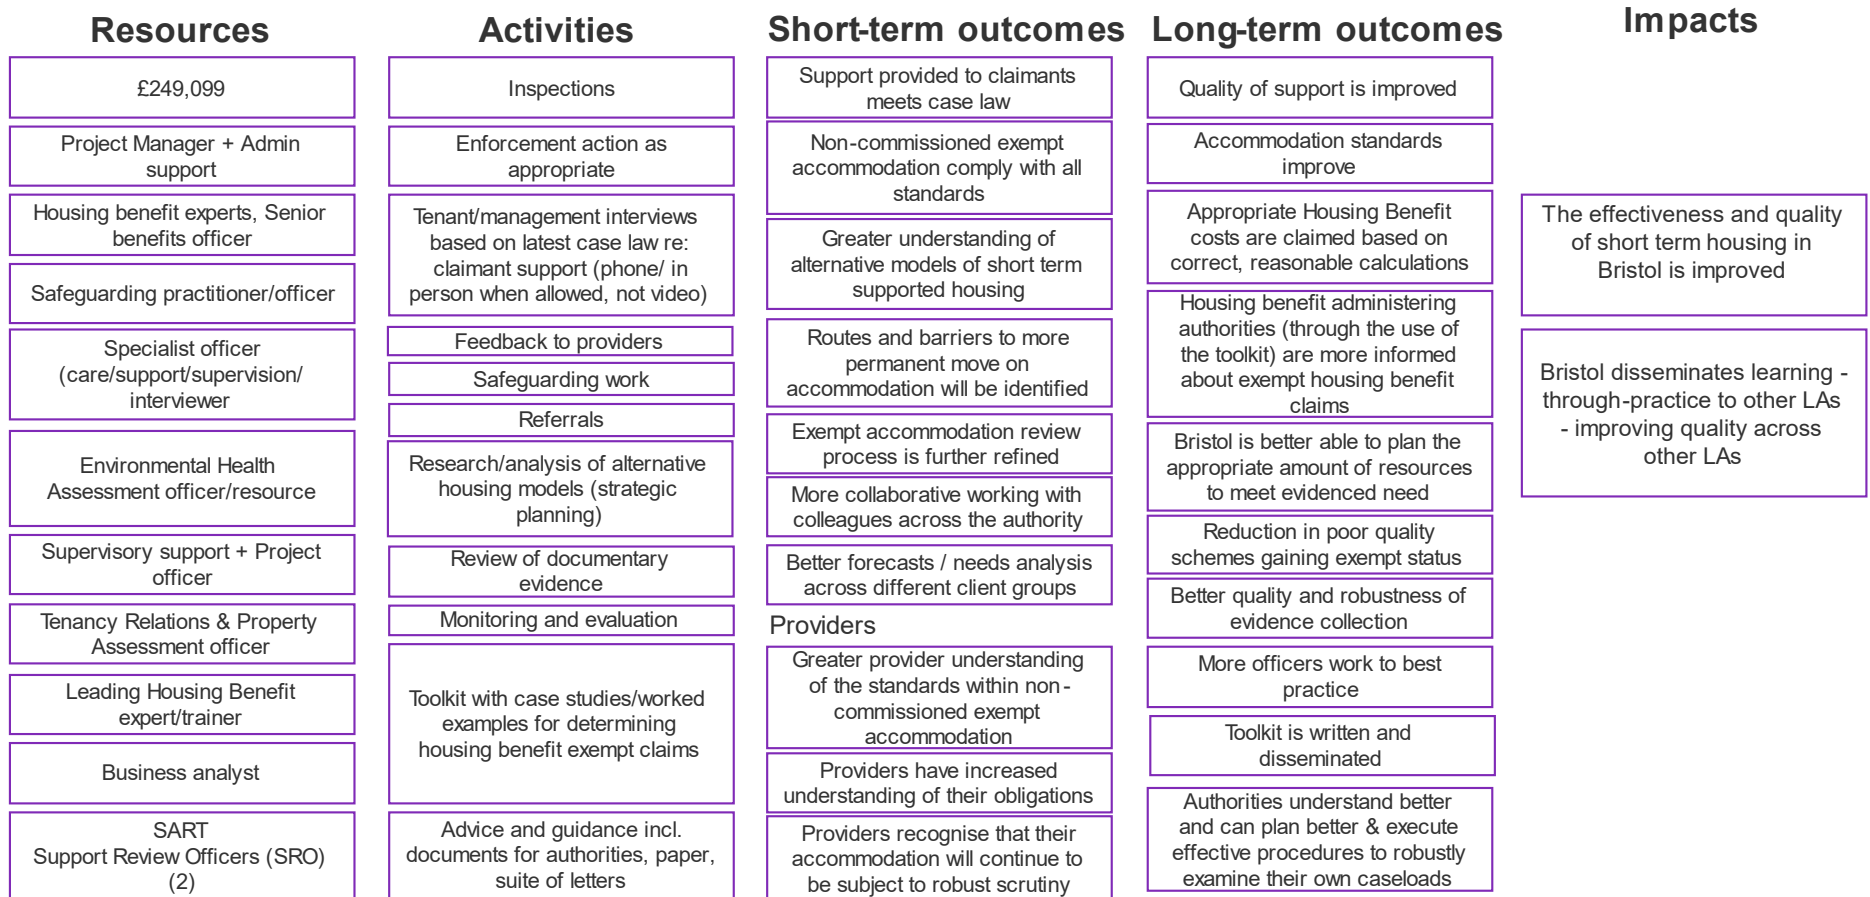 Resources
£249,099
Project Manager + Admin
support
Housing benefit experts, Senior
benefits officer
Safeguarding practitioner/officer
Specialist officer
(care/support/supervision/
interviewer
Environmental Health
Assessment officer/resource
Supervisory support + Project
officer
Tenancy Relations & Property
Assessment officer
Leading Housing Benefit
expert/trainer
Business analyst
SART
Support Review Officers (SRO)
(2)
Activities
Inspections
Enforcement action as
appropriate
Tenant/management interviews
based on latest case law re:
claimant support (phone/ in
person when allowed, not video)
Feedback to providers
Safeguarding work
Referrals
Research/analysis of alternative
housing models (strategic
planning)
Review of documentary
evidence
Monitoring and evaluation
Toolkit with case studies/worked
examples for determining
housing benefit exempt claims
Advice and guidance incl.
documents for authorities, paper,
suite of letters
Short-term outcomes
Support provided to claimants
meets case law
Non-commissioned exempt
accommodation comply with all
standards
Greater understanding of
alternative models of short term
supported housing
Routes and barriers to more
permanent move on
accommodation will be identified
Exempt accommodation review
process is further refined
More collaborative working with
colleagues across the authority
Better forecasts / needs analysis
across different client groups
Providers
Greater provider understanding
of the standards within non-
commissioned exempt
accommodation
Providers have increased
understanding of their obligations
Providers recognise that their
accommodation will continue to
be subject to robust scrutiny
Long-term outcomes
Quality of support is improved
Accommodation standards
improve
Appropriate Housing Benefit
costs are claimed based on
correct, reasonable calculations
Housing benefit administering
authorities (through the use of
the toolkit) are more informed
about exempt housing benefit
claims
Bristol is better able to plan the
appropriate amount of resources
to meet evidenced need
Reduction in poor quality
schemes gaining exempt status
Better quality and robustness of
evidence collection
More officers work to best
practice
Toolkit is written and
disseminated
Authorities understand better
and can plan better & execute
effective procedures to robustly
examine their own caseloads
Impacts
The effectiveness and quality
of short term housing in
Bristol is improved
Bristol disseminates learning -
through-practice to other LAs
- improving quality across
other LAs